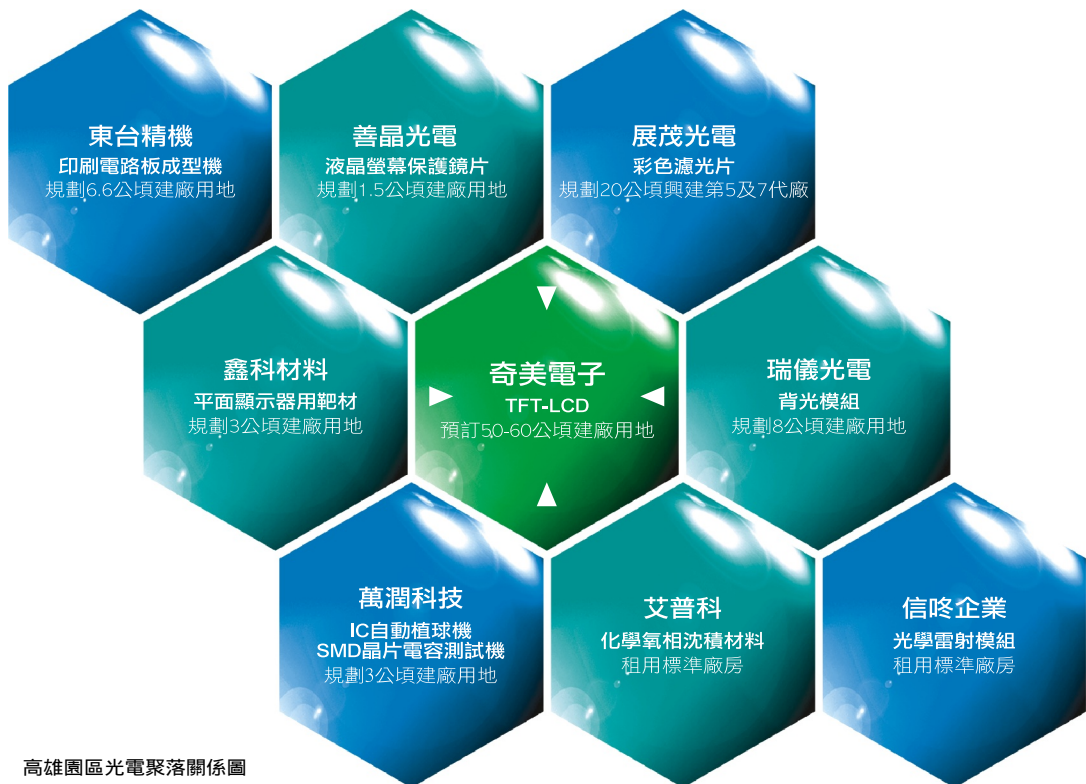 東台精機
印刷電路板成型機
規劃6.6公頃建廠用地
善晶光電
液晶螢幕保護鏡片
規劃1.5公頃建廠用地
展茂光電
彩色濾光片
規劃20公頃興建第5及7代廠
鑫科材料
平面顯示器用靶材
規劃3公頃建廠用地
奇美電子
TFT-LCD
預訂50-60公頃建廠用地
瑞儀光電
背光模組
規劃8公頃建廠用地
萬潤科技
IC自動植球機
SMD晶片電容測試機
規劃3公頃建廠用地
艾普科
化學氧相沈積材料
租用標準廠房
信咚企業
光學雷射模組
租用標準廠房
高雄園區光電聚落關係圖